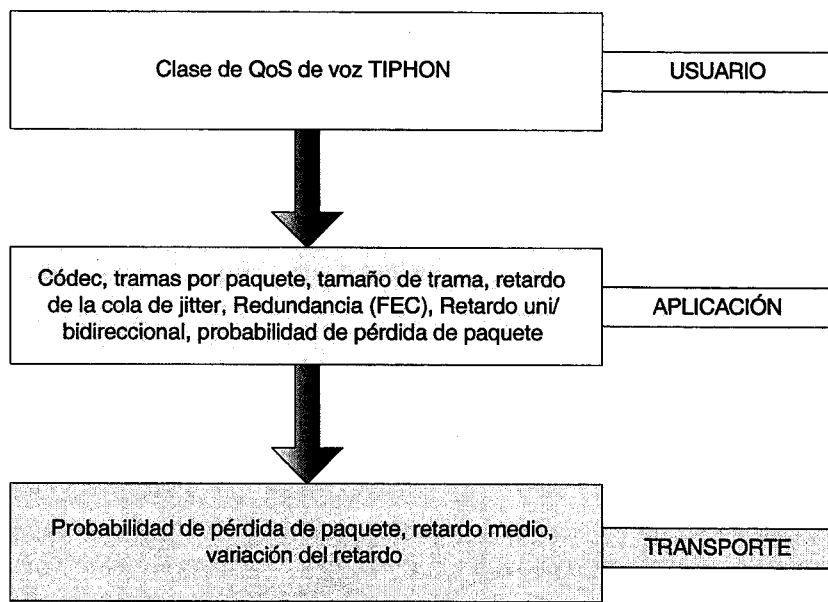 Clase de QoS de voz TIPHON
USUARIO
Códec, tramas por paquete, tamaño de trama, retardo
de la cola de jitter, Redundancia (FEC), Retardo uni/
bidireccional, probabilidad de pérdida de paquete
APLICACIÓN
Probabilidad de pérdida de paquete, retardo medio,
variación del retardo
TRANSPORTE